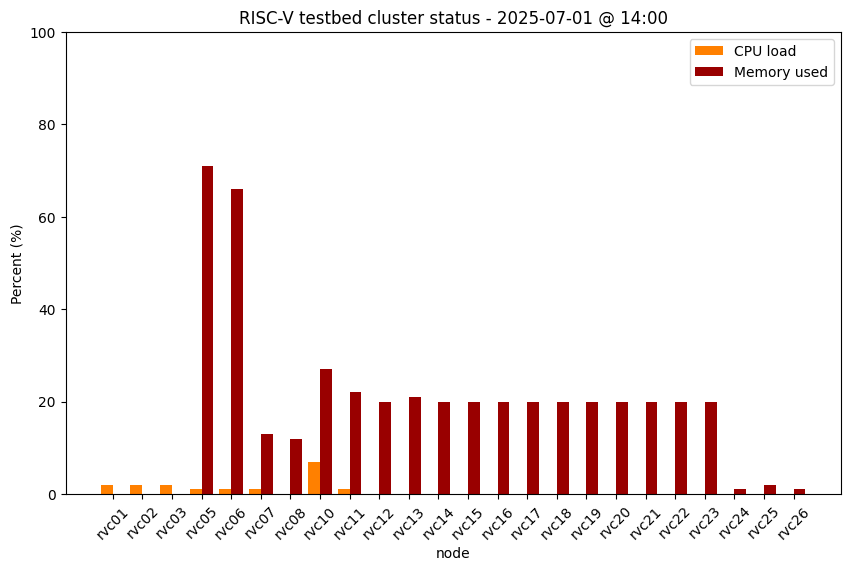 RISC-V testbed cluster status - 2025-07-01 @ 14:00
CPU load
Memory used
Percent (%)
100
80
60
40
20
0
rvc01 rvc02 rvc03 rvc05 rvc06 rvc07 rvc08 rvc10 rvc11 rvc12 rvc13 rvc14 rvc15 rvc16 rvc17 rvc18 rvc19 rvc20 rvc21 rvc22 rvc23 rvc24 rvc25 rvc26
node